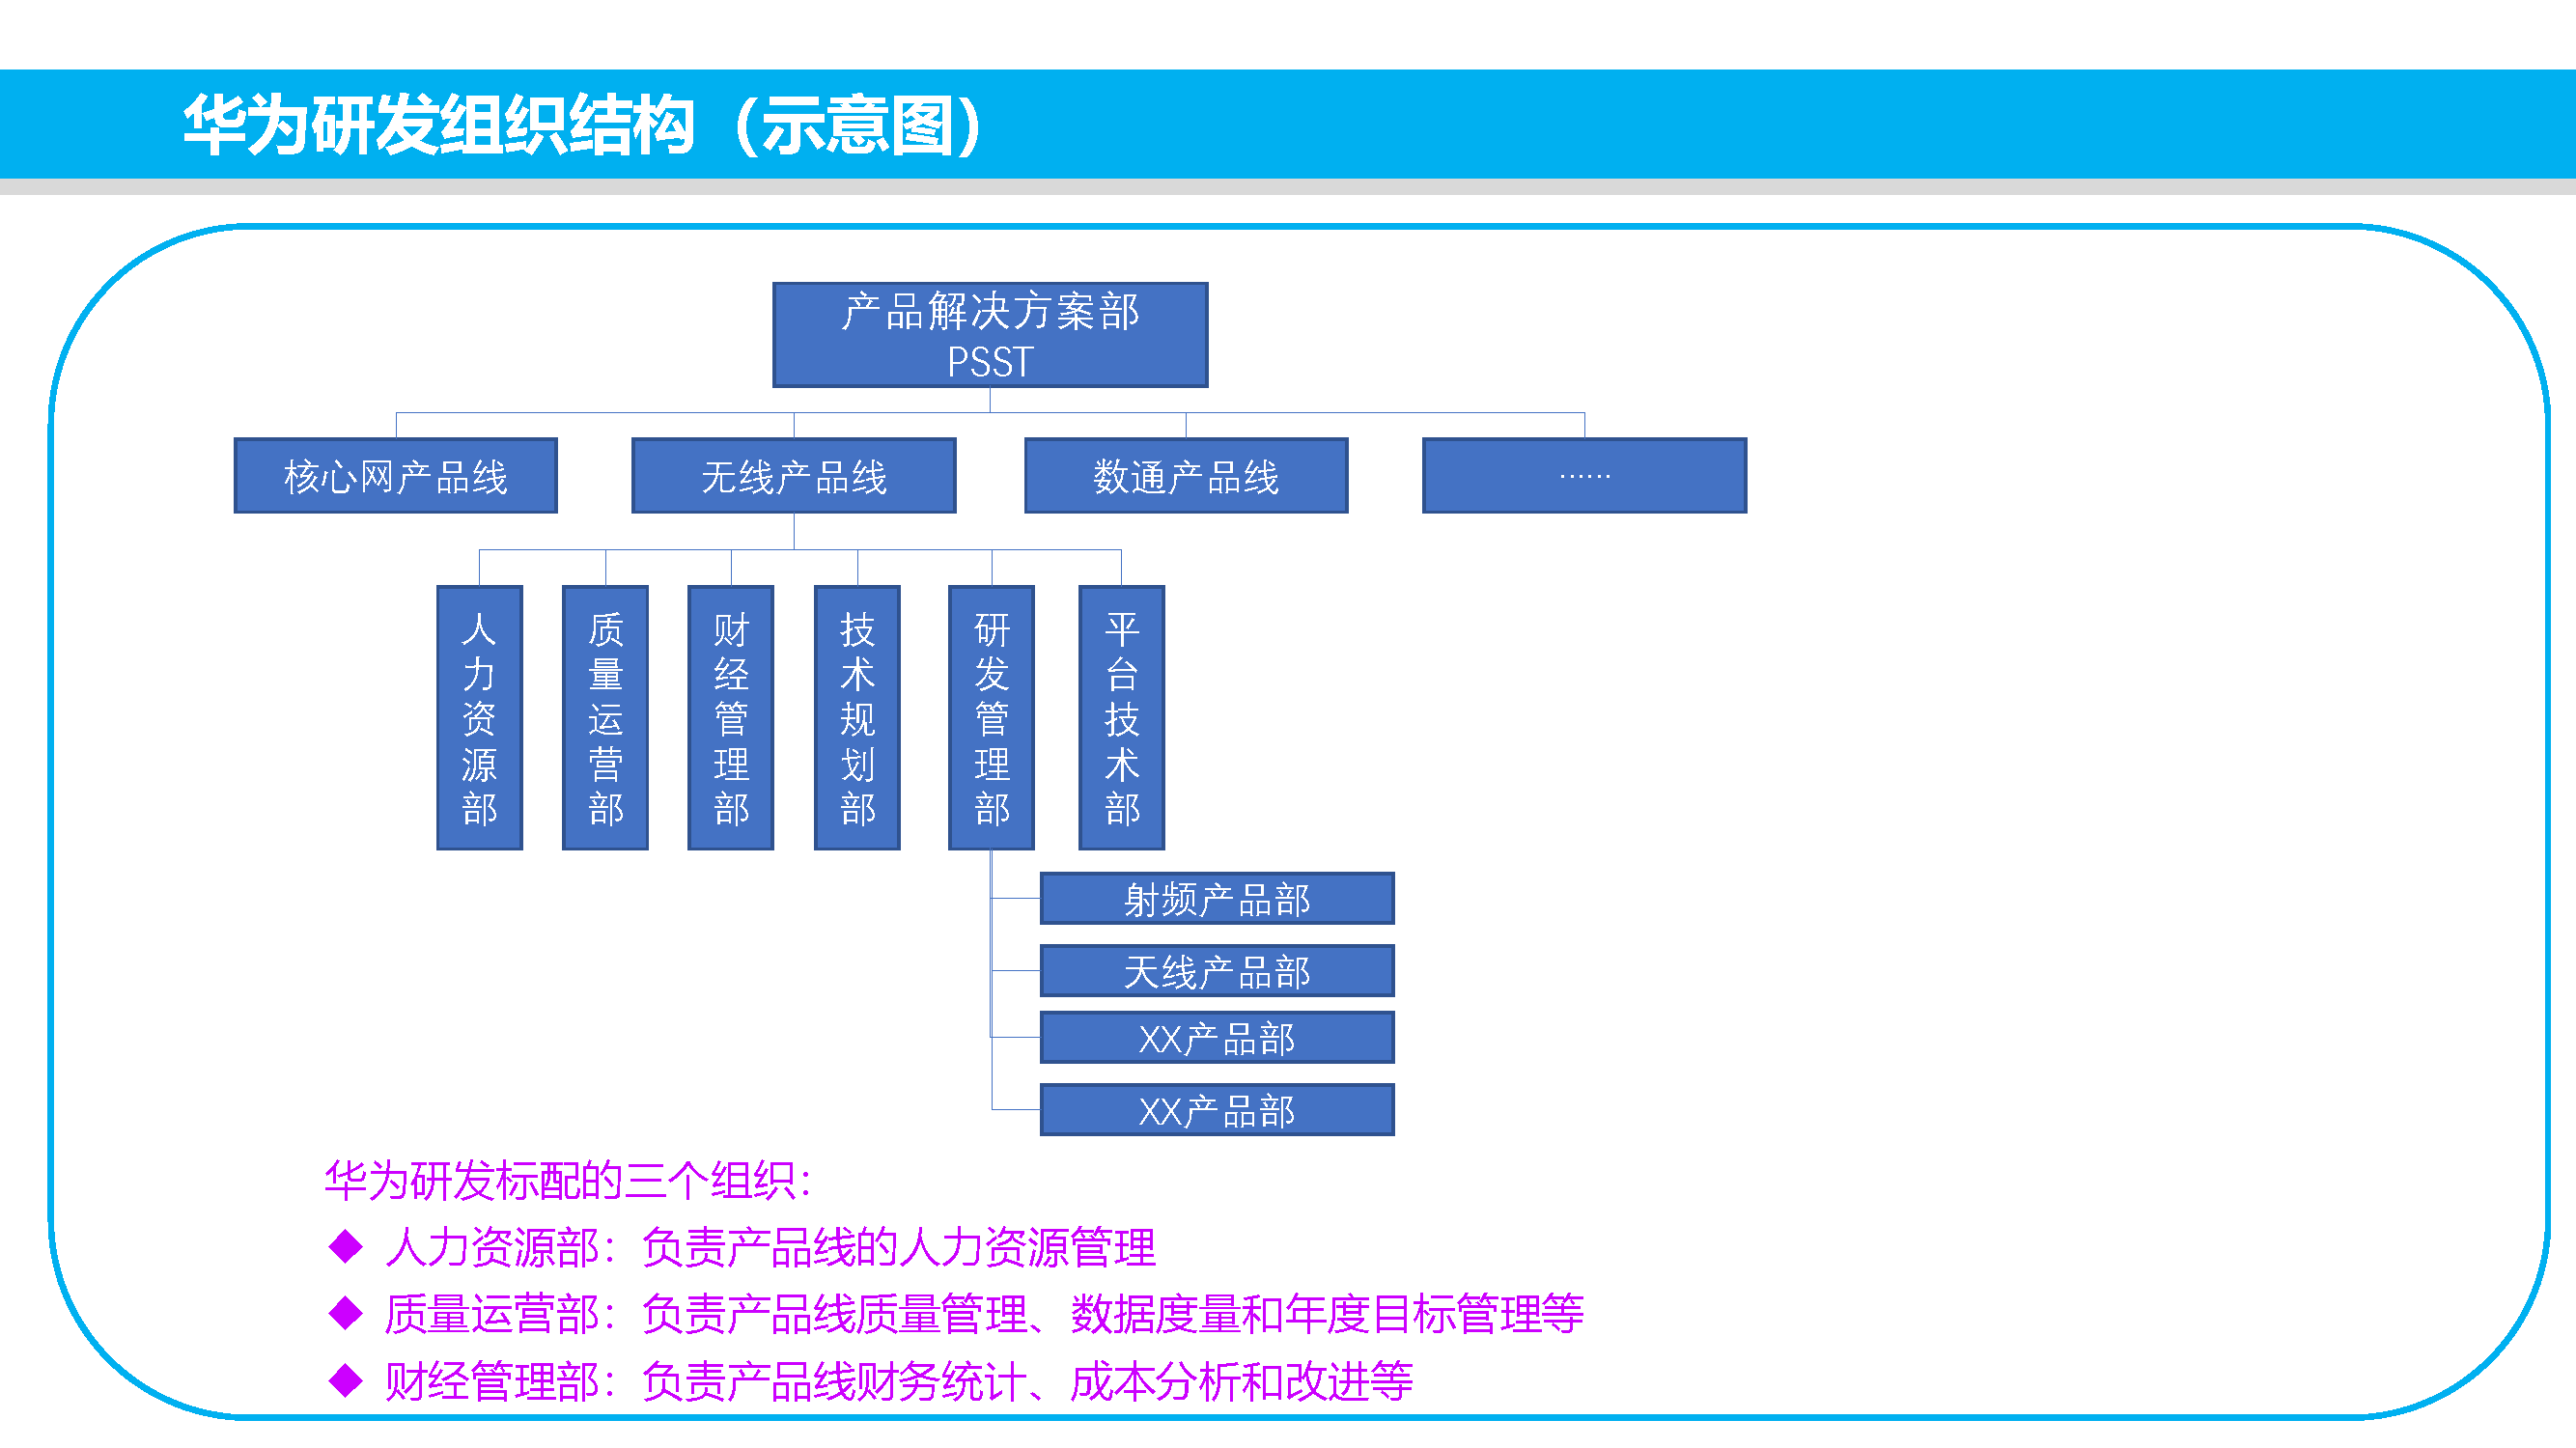 华为研发组织结构（示意图）
产品解决方案部
PSST
核心网产品线
无线产品线
数通产品线
……
人力资源部
质量运营部
财经管理部
技术规划部
研发管理部
平台技术部
射频产品部
天线产品部
XX产品部
XX产品部
华为研发标配的三个组织：
◆ 人力资源部：负责产品线的人力资源管理
◆ 质量运营部：负责产品线质量管理、数据度量和年度目标管理等
◆ 财经管理部：负责产品线财务统计、成本分析和改进等